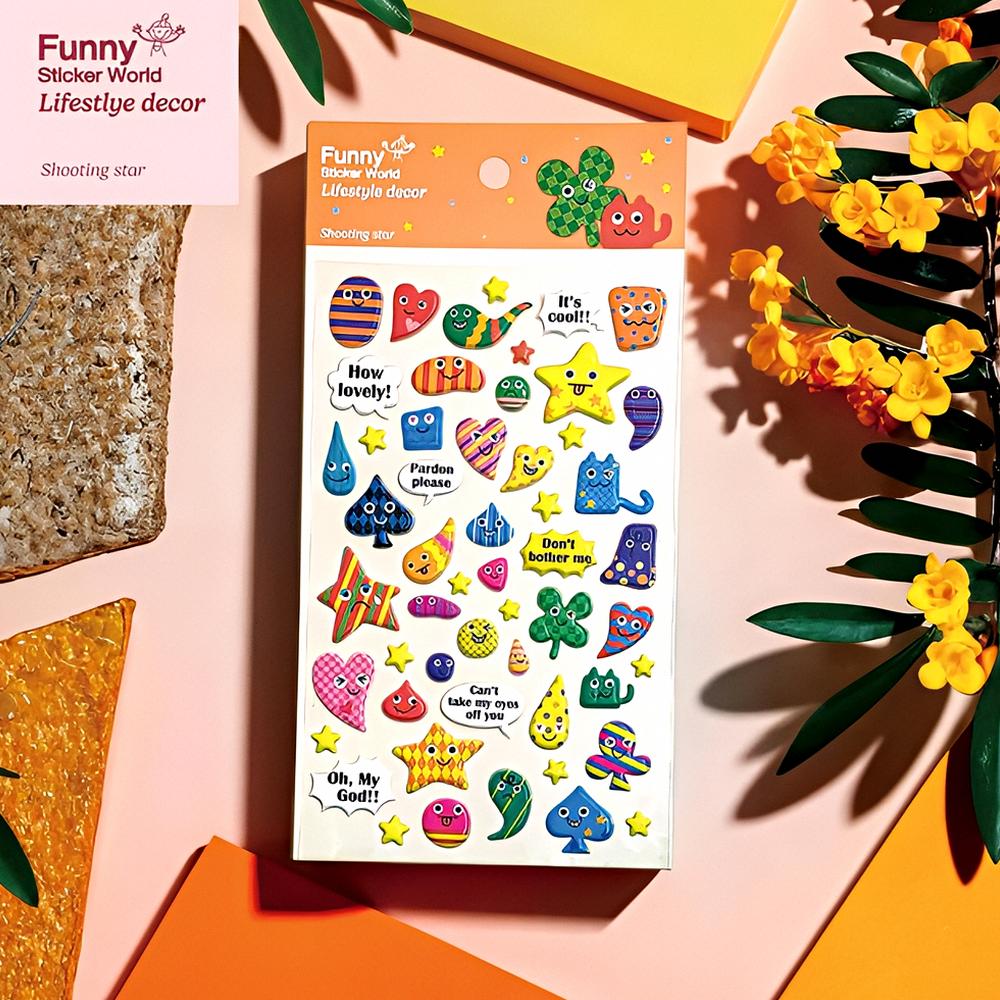 Funny
Sticker World
Lifestlye decor
Shooting star
Funny
Sticker World
Lifestyle decor
Shooting star
It's
cool!!
How
lovely!
Pardon
please
Don't
bother me
Can't
take my eyes
off you
Oh, My
God!!